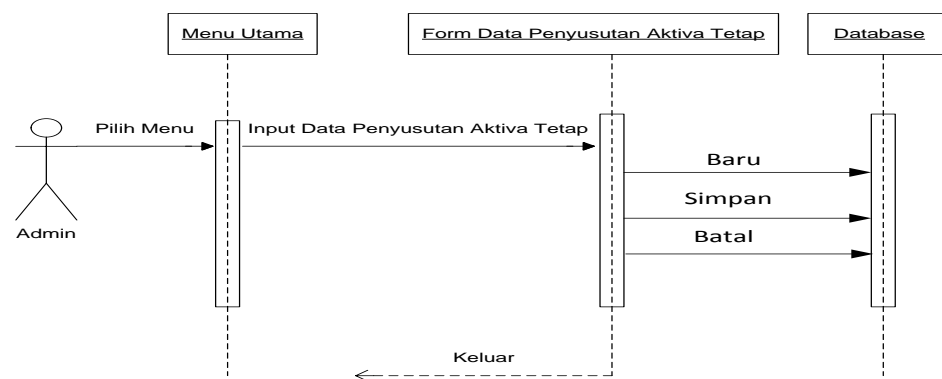 Menu Utama
Form Data Penyusutan Aktiva Tetap
Database
Pilih Menu
Input Data Penyusutan Aktiva Tetap
Baru
Simpan
Batal
Admin
Keluar